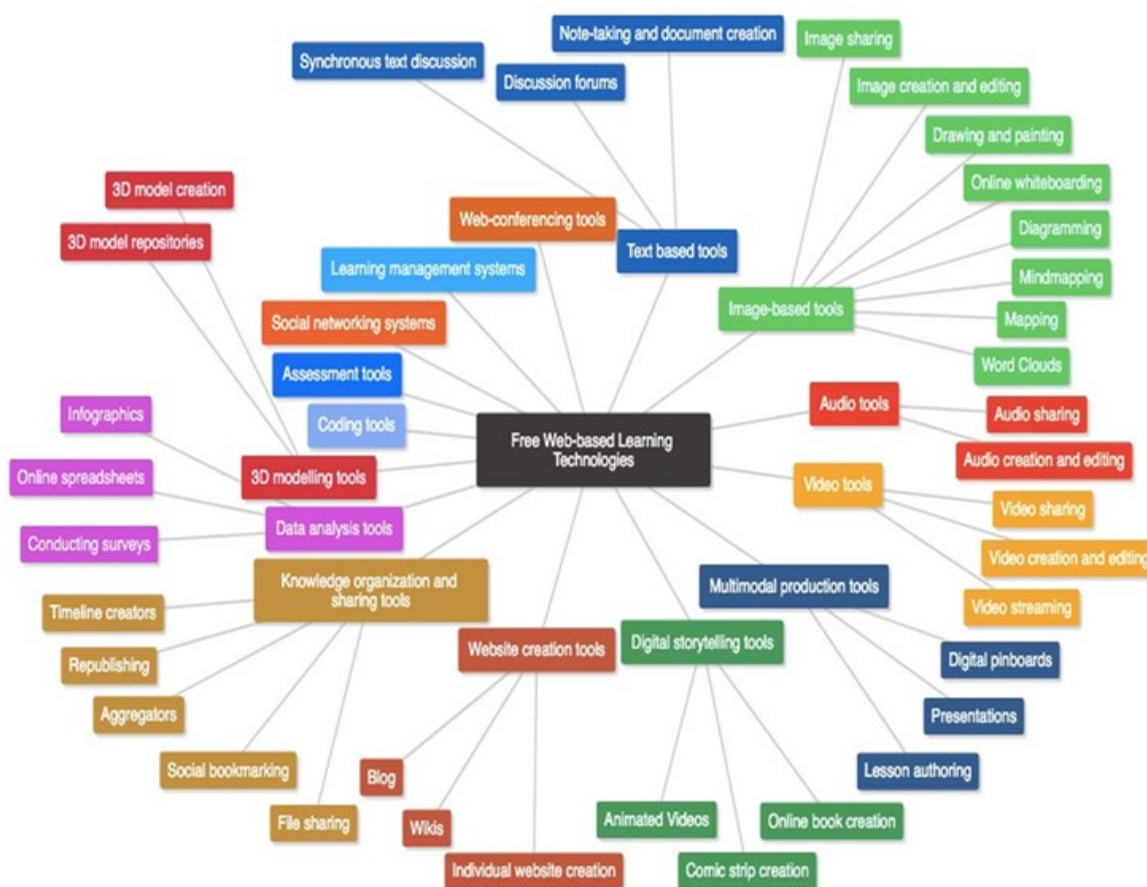 Note-taking and document creation
Image sharing
Synchronous text discussion
Discussion forums
Image creation and editing
Drawing and painting
3D model creation
Online whiteboarding
Web-conferencing tools
3D model repositories
Text based tools
Diagramming
Learning management systems
Mindmapping
Image-based tools
Mapping
Social networking systems
Word Clouds
Assessment tools
Audio tools
Infographics
Audio sharing
Coding tools
Free Web-based Learning
Technologies
Audio creation and editing
Online spreadsheets
3D modelling tools
Video tools
Video sharing
Data analysis tools
Conducting surveys
Video creation and editing
Knowledge organization and
sharing tools
Multimodal production tools
Video streaming
Timeline creators
Website creation tools
Digital storytelling tools
Republishing
Digital pinboards
Aggregators
Presentations
Social bookmarking
Blog
Lesson authoring
File sharing
Wikis
Animated Videos
Online book creation
Individual website creation
Comic strip creation